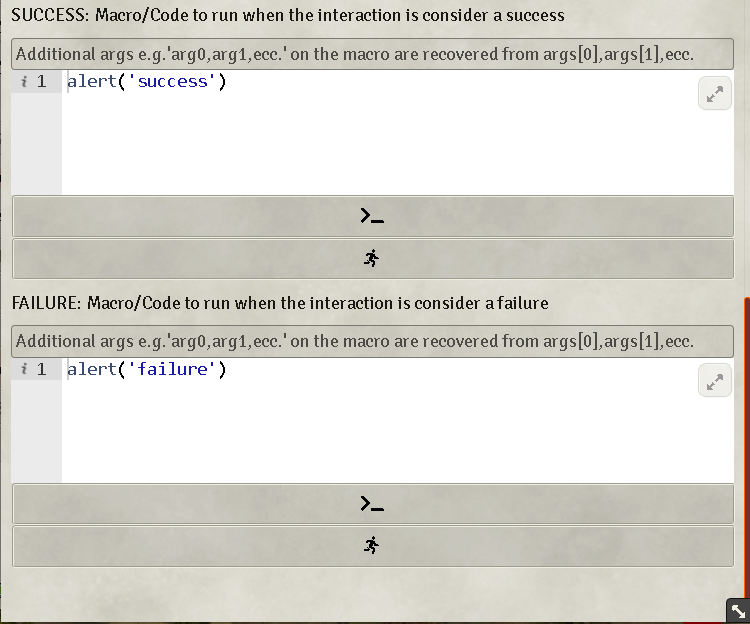 SUCCESS: Macro/Code to run when the interaction is consider a success
Additional args e.g.'arg0,arg1,ecc.' on the macro are recovered from args[0],args[1],ecc.
i 1 alert('success')
>_
FAILURE: Macro/Code to run when the interaction is consider a failure
Additional args e.g.'arg0,arg1,ecc.' on the macro are recovered from args[0],args[1],ecc.
i 1 alert('failure')
>_